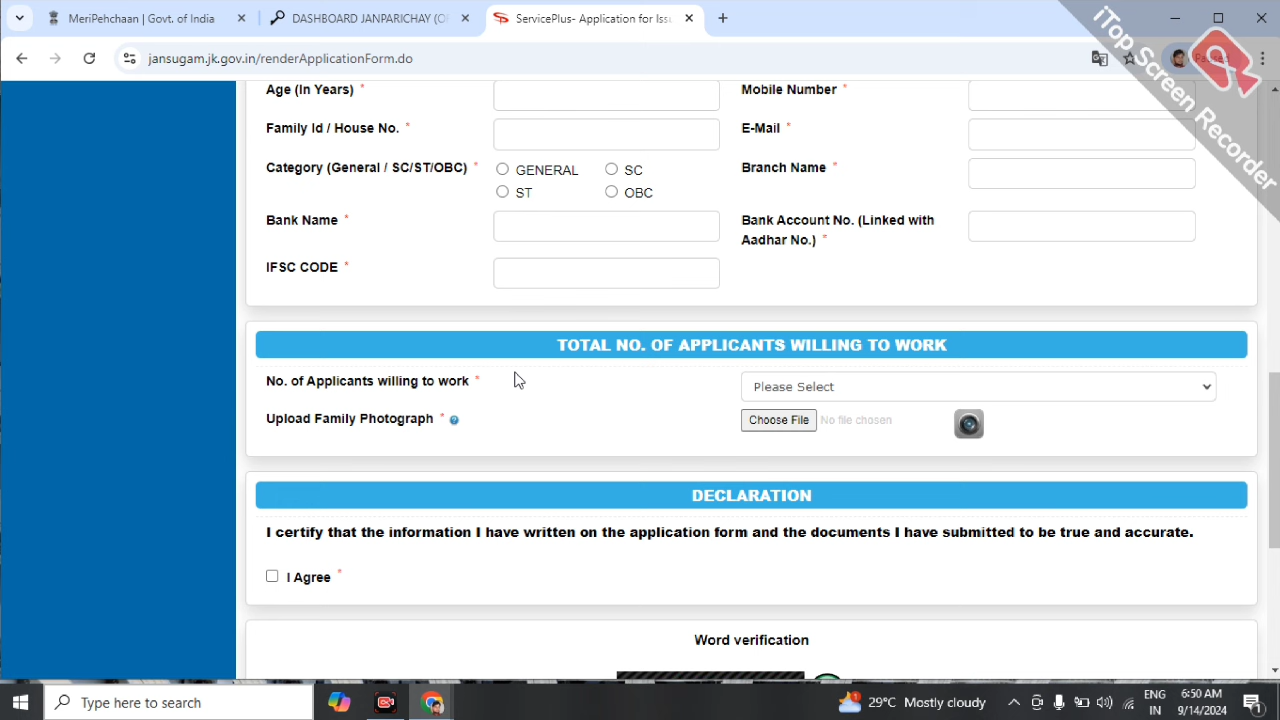 MeriPehchaan | Govt. of India
DASHBOARD JANPARICHAY (O
ServicePlus- Application for Iss
jansugam.jk.gov.in/renderApplicationForm.do
iTop Screen Recorder
Age (In Years) *
Mobile Number *
Family Id / House No. *
E-Mail *
Category (General / SC/ST/OBC) *
GENERAL SC
ST OBC
Branch Name *
Bank Name *
Bank Account No. (Linked with
Aadhar No.) *
IFSC CODE *
TOTAL NO. OF APPLICANTS WILLING TO WORK
No. of Applicants willing to work *
Please Select
Upload Family Photograph *
Choose File No file chosen
DECLARATION
I certify that the information I have written on the application form and the documents I have submitted to be true and accurate.
I Agree *
Word verification
Type here to search
29°C Mostly cloudy
ENG
IN
6:50 AM
9/14/2024
1